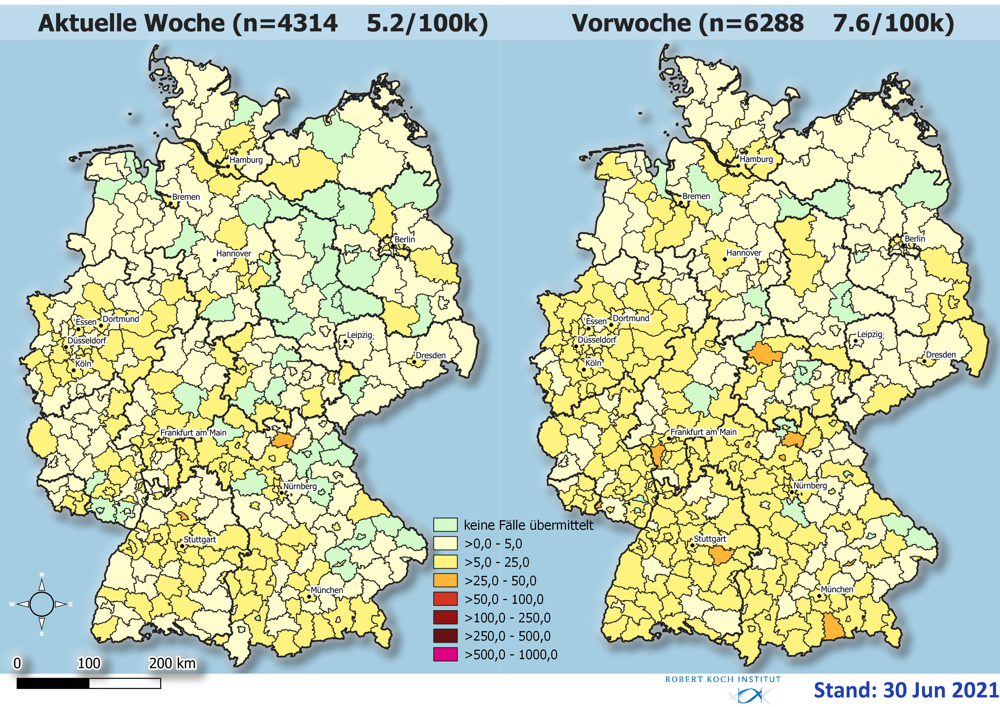 Aktuelle Woche (n=4314 5.2/100k)
Vorwoche (n=6288 7.6/100k)
Hamburg
Bremen
Berlin
Hannover
Essen
Dortmund
Düsseldorf
Köln
Leipzig
Dresden
Frankfurt am Main
Nürnberg
Stuttgart
München
Hamburg
Bremen
Berlin
Hannover
Essen
Dortmund
Düsseldorf
Köln
Leipzig
Dresden
Frankfurt am Main
Nürnberg
Stuttgart
München
keine Fälle übermittelt
>0,0 - 5,0
>5,0 - 25,0
>25,0 - 50,0
>50,0 - 100,0
>100,0 - 250,0
>250,0 - 500,0
>500,0 - 1000,0
N
W
E
S
0 100 200 km
ROBERT KOCH INSTITUT
Stand: 30 Jun 2021